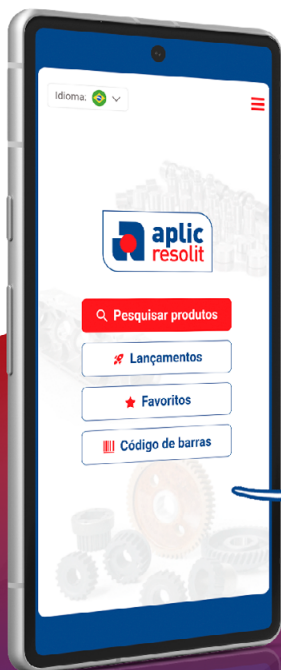 Idioma:
aplic
resolit
Pesquisar produtos
Lançamentos
Favoritos
Código de barras